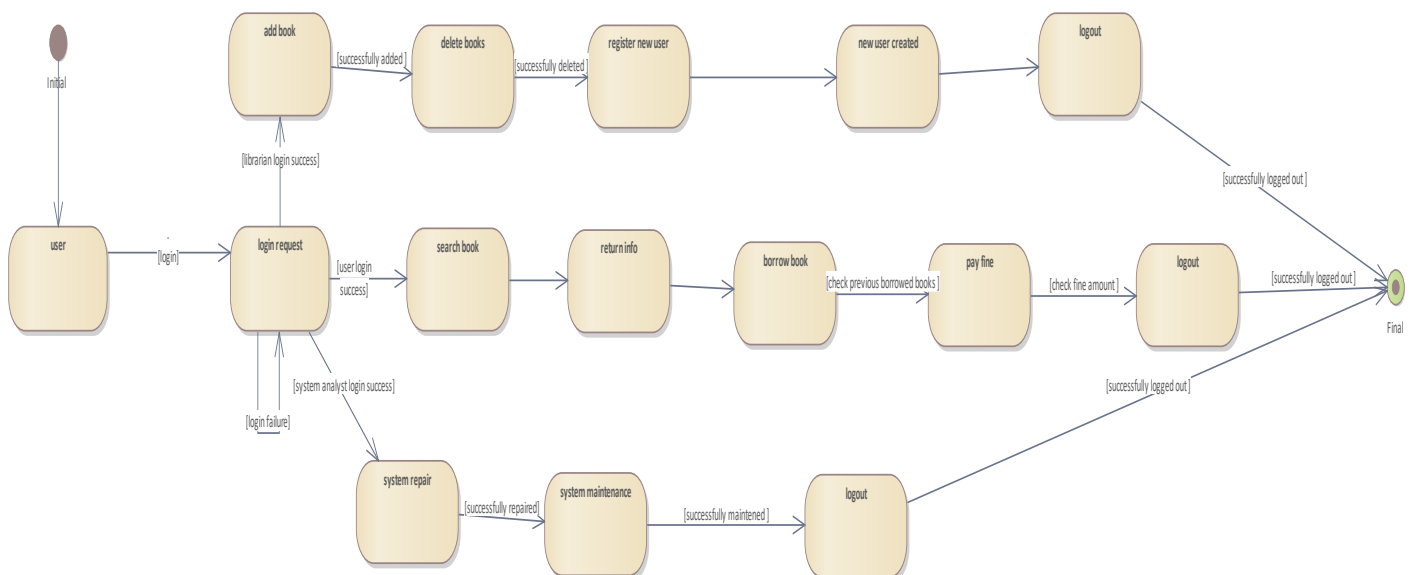 Initial
user
[login]
login request
[login failure]
[librarian login success]
add book
[successfully added ]
delete books
[successfully deleted ]
register new user
new user created
logout
[successfully logged out ]
[user login
success]
search book
return info
borrow book
[check previous borrowed books ]
pay fine
[check fine amount ]
logout
[successfully logged out ]
Final
[system analyst login success]
system repair
[successfully repaired]
system maintenance
[successfully maintened ]
logout
[successfully logged out ]